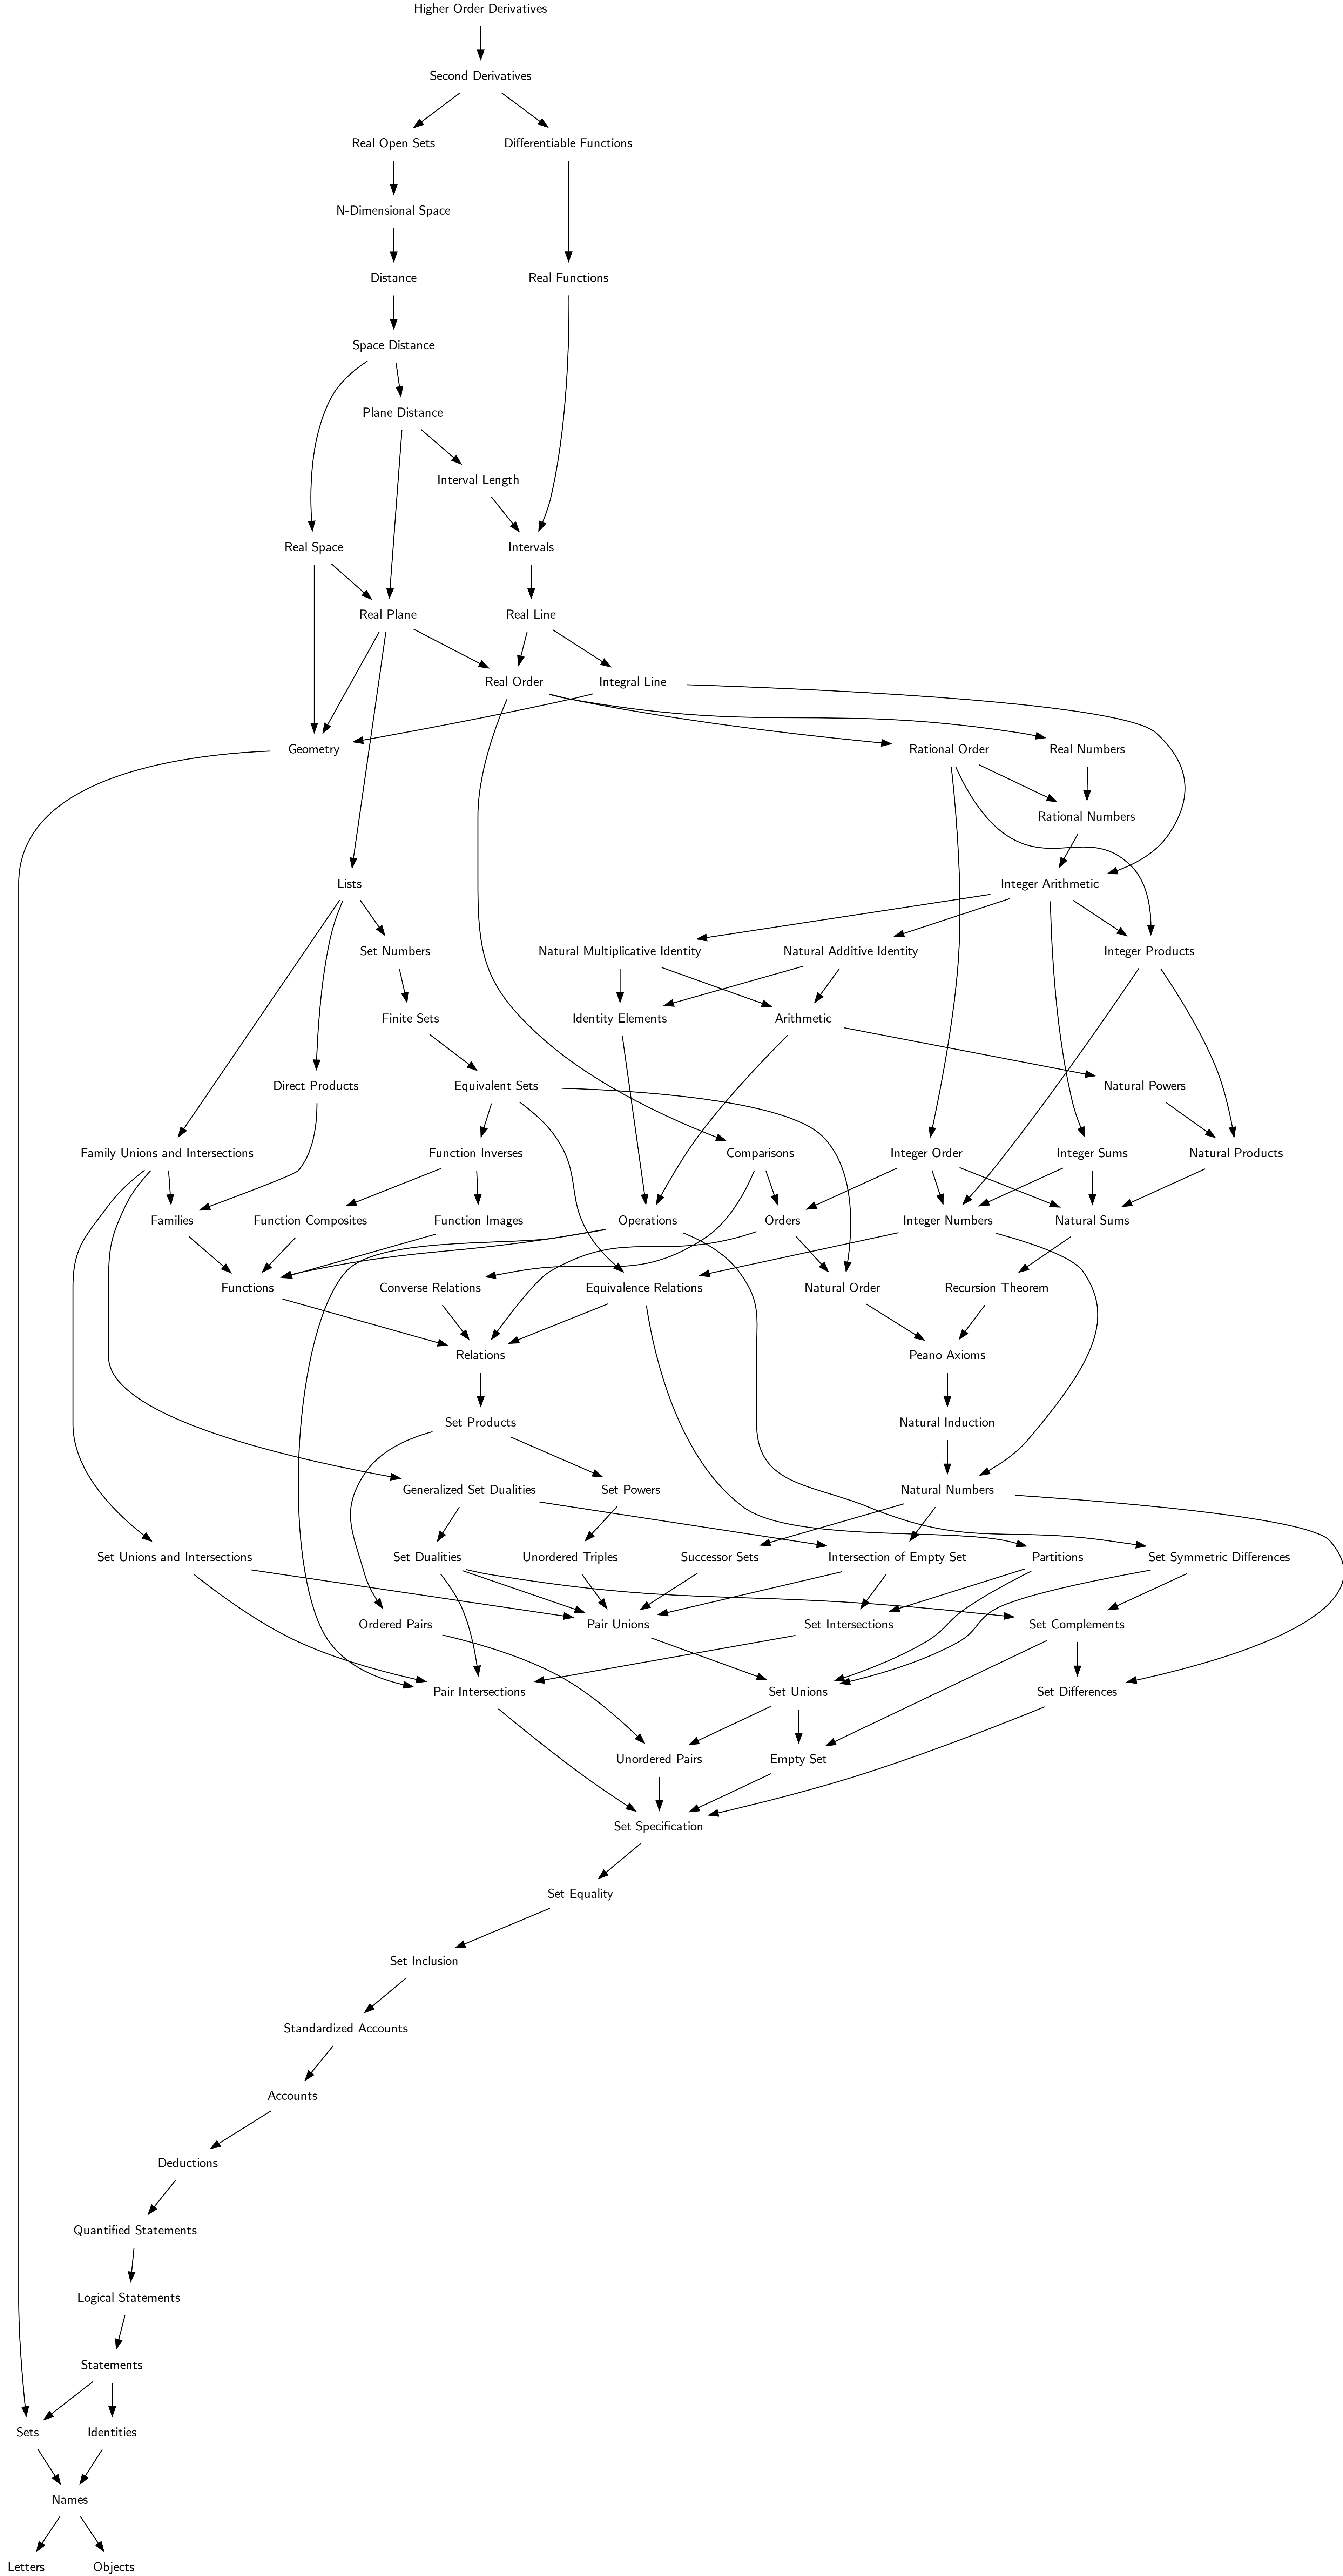 Higher Order Derivatives
Second Derivatives
Real Open Sets
Differentiable Functions
N-Dimensional Space
Distance
Real Functions
Space Distance
Plane Distance
Interval Length
Real Space
Intervals
Real Plane
Real Line
Real Order
Integral Line
Geometry
Rational Order
Real Numbers
Rational Numbers
Lists
Integer Arithmetic
Set Numbers
Natural Multiplicative Identity
Natural Additive Identity
Integer Products
Finite Sets
Identity Elements
Arithmetic
Direct Products
Equivalent Sets
Natural Powers
Family Unions and Intersections
Function Inverses
Comparisons
Integer Order
Integer Sums
Natural Products
Families
Function Composites
Function Images
Operations
Orders
Integer Numbers
Natural Sums
Functions
Converse Relations
Equivalence Relations
Natural Order
Recursion Theorem
Relations
Peano Axioms
Set Products
Natural Induction
Generalized Set Dualities
Set Powers
Natural Numbers
Set Unions and Intersections
Set Dualities
Unordered Triples
Successor Sets
Intersection of Empty Set
Partitions
Set Symmetric Differences
Ordered Pairs
Pair Unions
Set Intersections
Set Complements
Pair Intersections
Set Unions
Set Differences
Unordered Pairs
Empty Set
Set Specification
Set Equality
Set Inclusion
Standardized Accounts
Accounts
Deductions
Quantified Statements
Logical Statements
Statements
Sets
Identities
Names
Letters
Objects